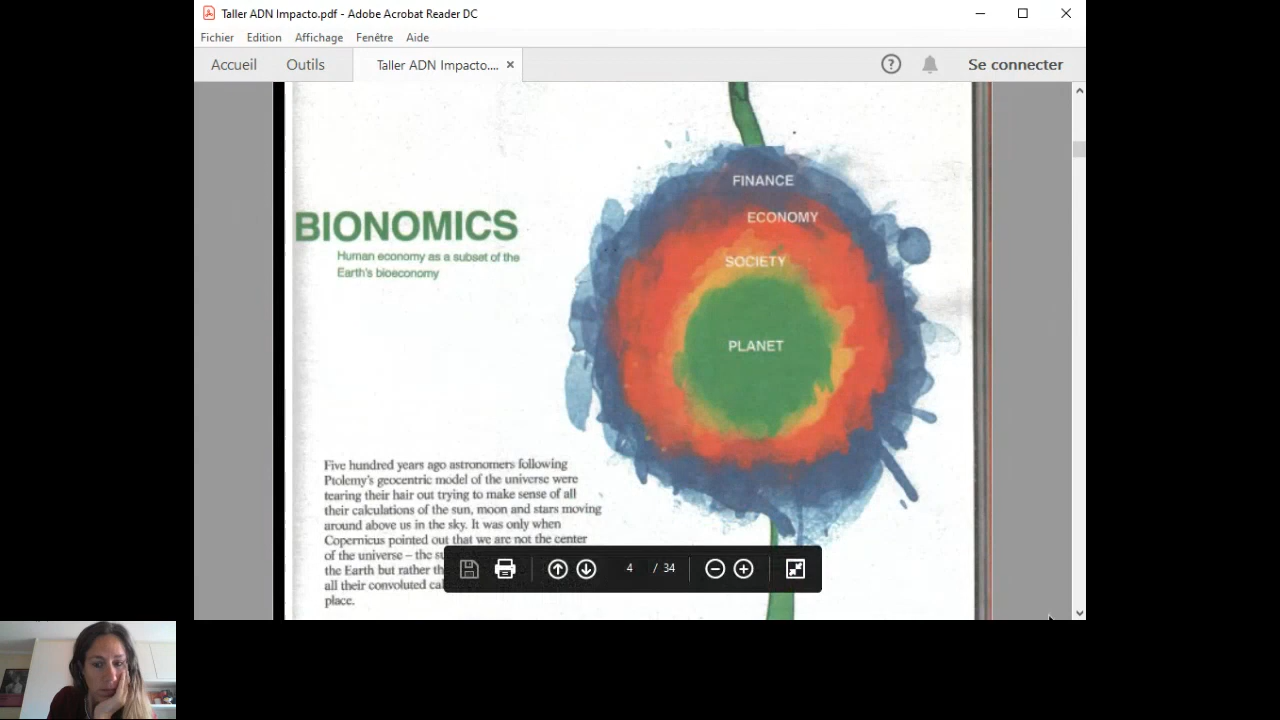 Taller ADN Impacto.pdf - Adobe Acrobat Reader DC
Fichier Edition Affichage Fenêtre Aide
Accueil Outils Taller ADN Impacto.... × Se connecter
FINANCE
ECONOMY
SOCIETY
PLANET
BIONOMICS
Human economy as a subset of the
Earth's bioeconomy
Five hundred years ago astronomers following
Ptolemy's geocentric model of the universe were
tearing their hair out trying to make sense of all
their calculations of the sun, moon and stars moving
around above us in the sky. It was only when
Copernicus pointed out that we are not the center
of the universe – the
the Earth but rather
all their convoluted
place.
4 / 34